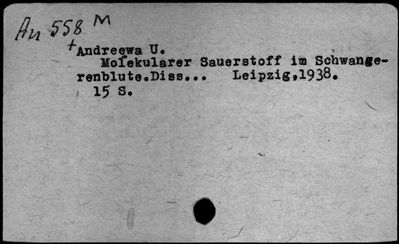 An 558 M
+Andreewa U.
Molekularer Sauerstoff im Schwange-
renblute.Diss... Leipzig,1938.
15 S.